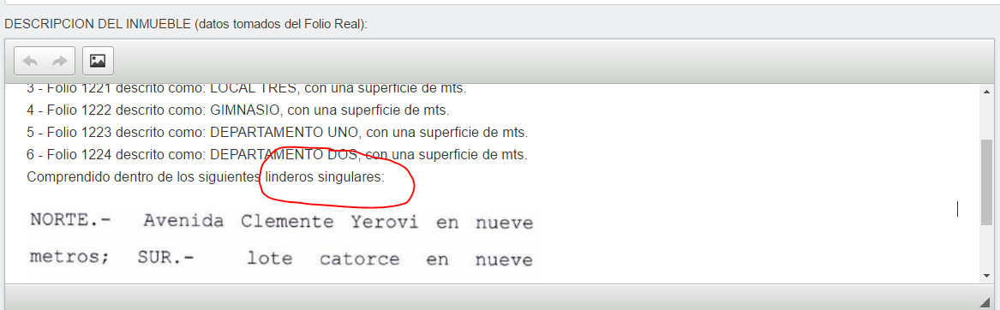 DESCRIPCION DEL INMUEBLE (datos tomados del Folio Real):
3 - Folio 1221 descrito como: LOCAL TRES, con una superficie de mts.
4 - Folio 1222 descrito como: GIMNASIO, con una superficie de mts.
5 - Folio 1223 descrito como: DEPARTAMENTO UNO, con una superficie de mts.
6 - Folio 1224 descrito como: DEPARTAMENTO DOS, con una superficie de mts.
Comprendido dentro de los siguientes linderos singulares:
NORTE.- Avenida Clemente Yerovi en nueve
metros; SUR.- lote catorce en nueve